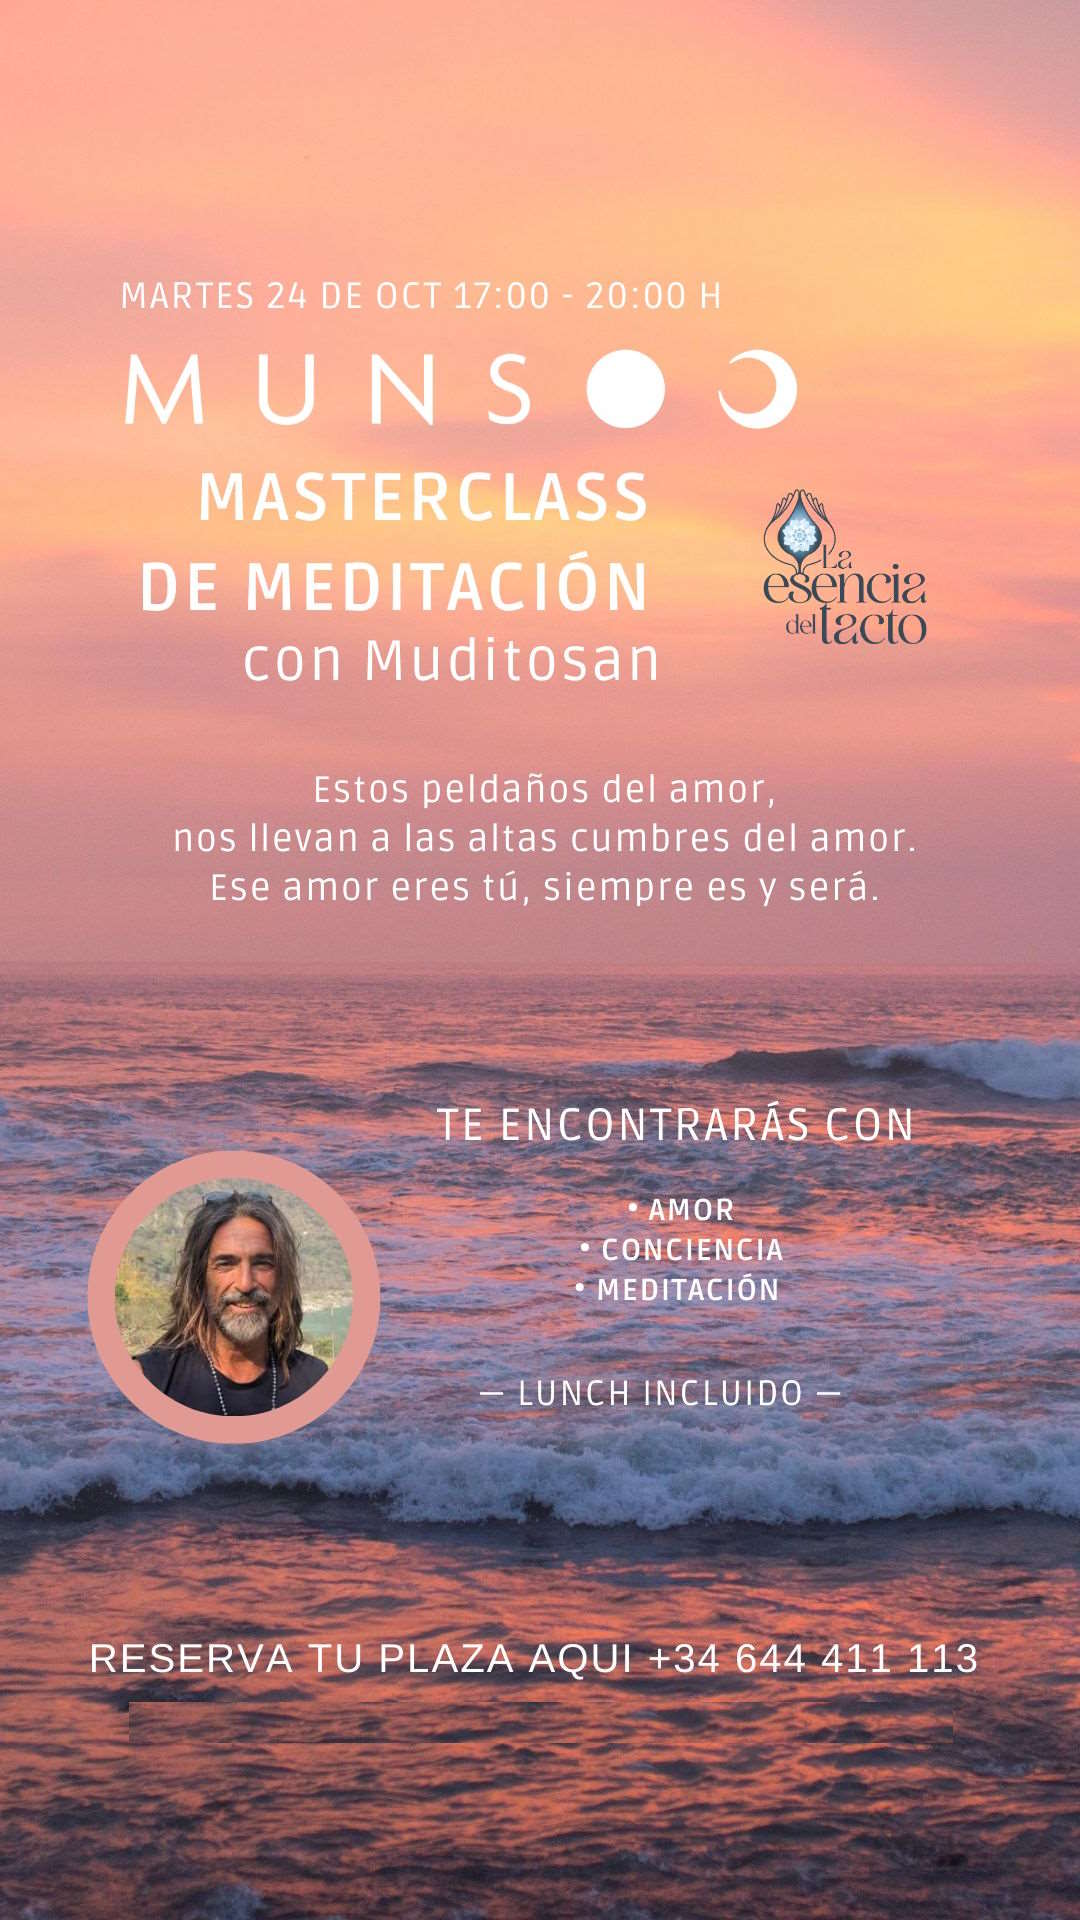 MARTES 24 DE OCT 17:00 - 20:00 H
MUNS
MASTERCLASS
DE MEDITACIÓN
con Muditosan
La
esencia
del tacto
Estos peldaños del amor,
nos llevan a las altas cumbres del amor.
Ese amor eres tú, siempre es y será.
TE ENCONTRARÁS CON
• AMOR
• CONCIENCIA
• MEDITACIÓN
— LUNCH INCLUIDO —
RESERVA TU PLAZA AQUI +34 644 411 113